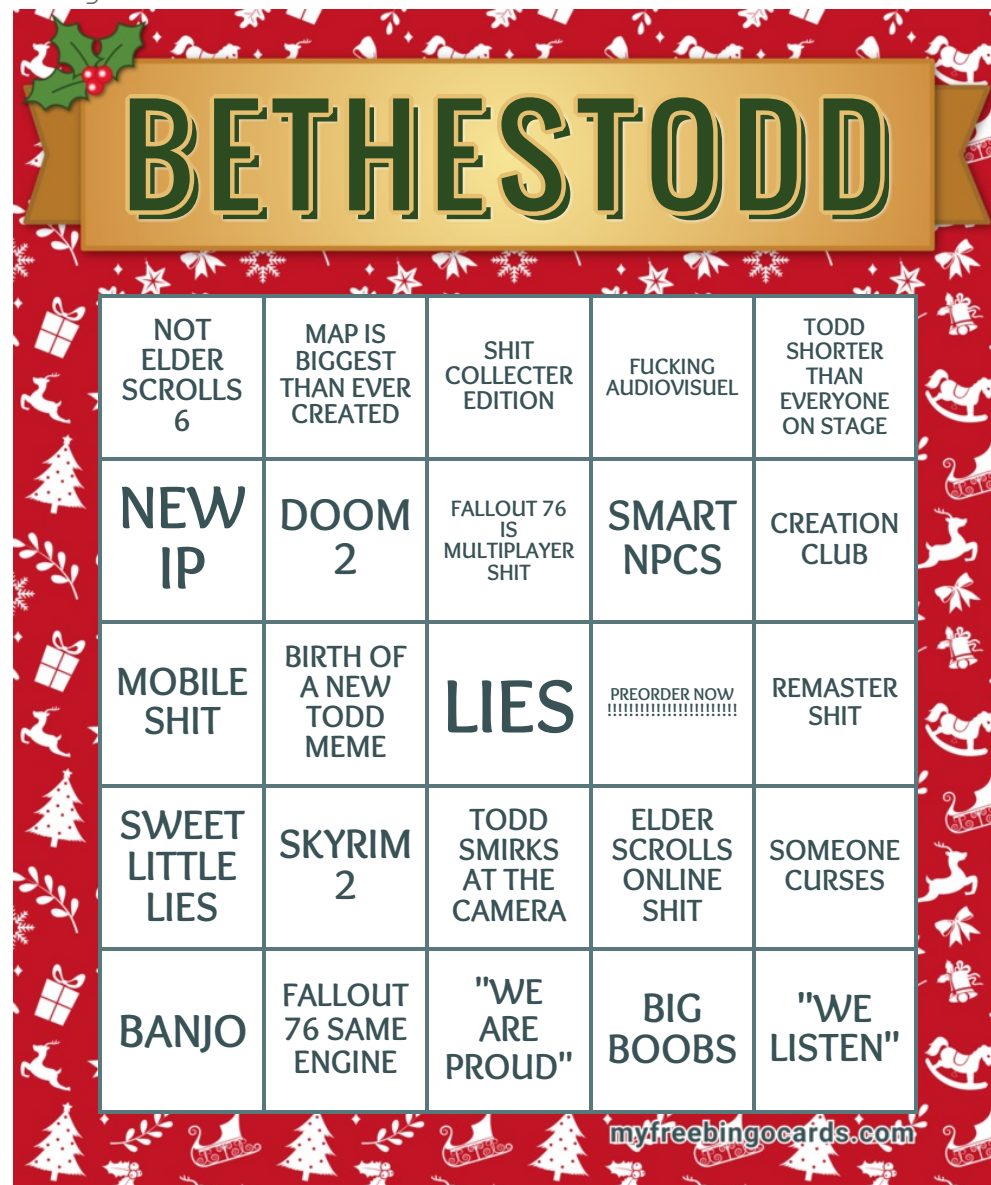 BETHESTODD
NOT
ELDER
SCROLLS
6
MAP IS
BIGGEST
THAN EVER
CREATED
SHIT
COLLECTER
EDITION
FUCKING
AUDIOVISUEL
TODD
SHORTER
THAN
EVERYONE
ON STAGE
NEW
IP
DOOM
2
FALLOUT 76
IS
MULTIPLAYER
SHIT
SMART
NPCS
CREATION
CLUB
MOBILE
SHIT
BIRTH OF
A NEW
TODD
MEME
LIES
PREORDER NOW
!!!!!!!!!!!!!!!!!!!!!!!!
REMASTER
SHIT
SWEET
LITTLE
LIES
SKYRIM
2
TODD
SMIRKS
AT THE
CAMERA
ELDER
SCROLLS
ONLINE
SHIT
SOMEONE
CURSES
BANJO
FALLOUT
76 SAME
ENGINE
"WE
ARE
PROUD"
BIG
BOOBS
"WE
LISTEN"
myfreebingocards.com